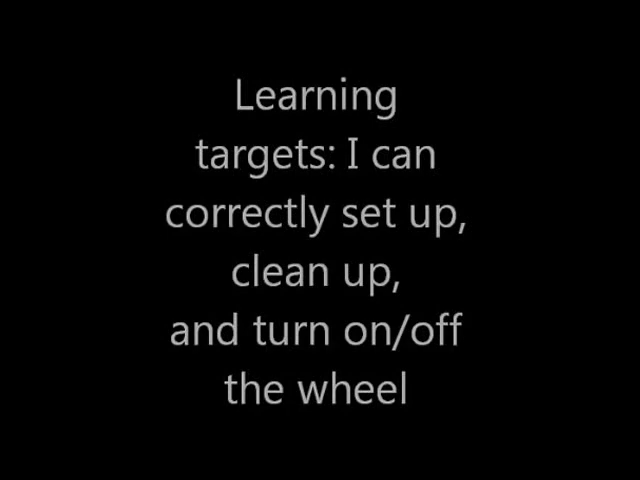 Learning
targets: I can
correctly set up,
clean up,
and turn on/off
the wheel